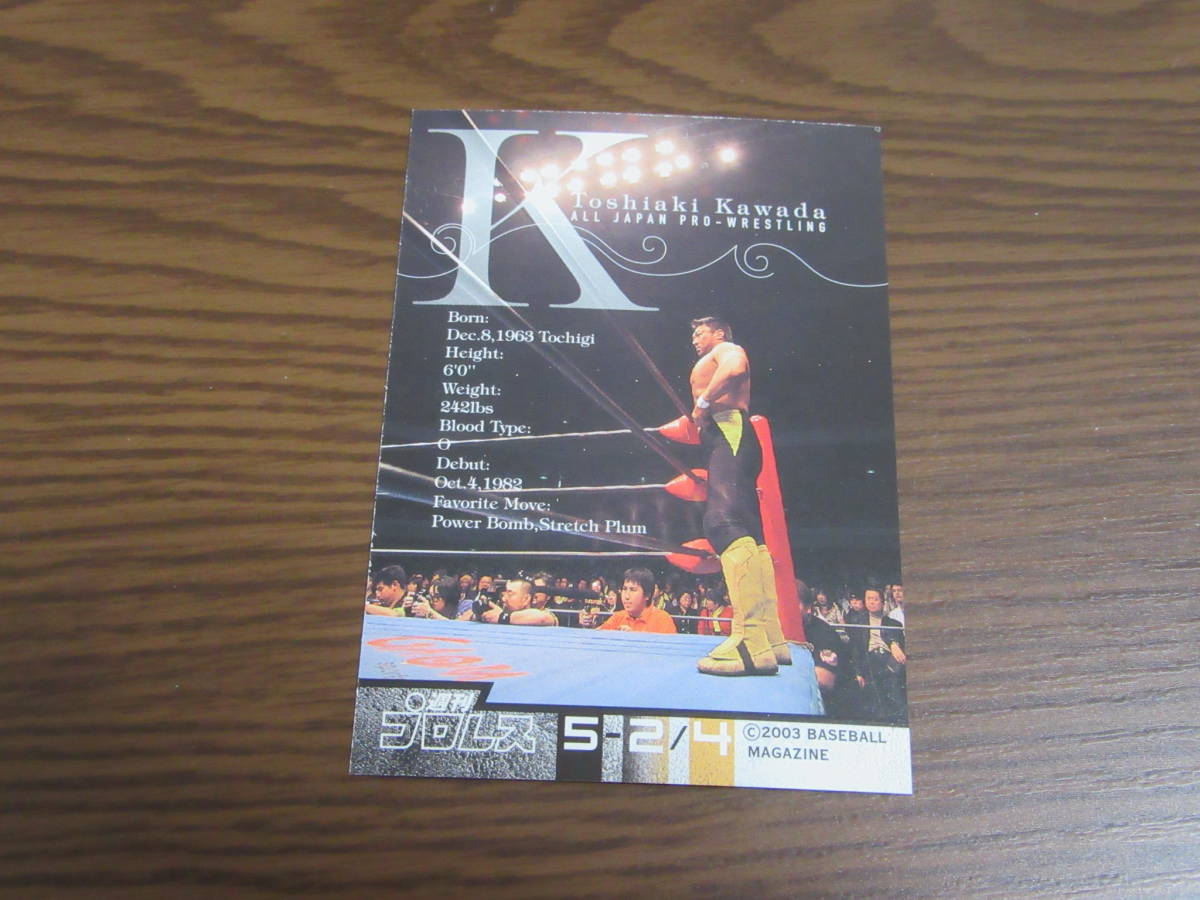 K
Toshiaki Kawada
ALL JAPAN PRO-WRESTLING
Born:
Dec.8,1963 Tochigi
Height:
6'0"
Weight:
242lbs
Blood Type:
O
Debut:
Oct.4,1982
Favorite Move:
Power Bomb,Stretch Plum
週刊
プロレス
5-2/4
©2003 BASEBALL
MAGAZINE